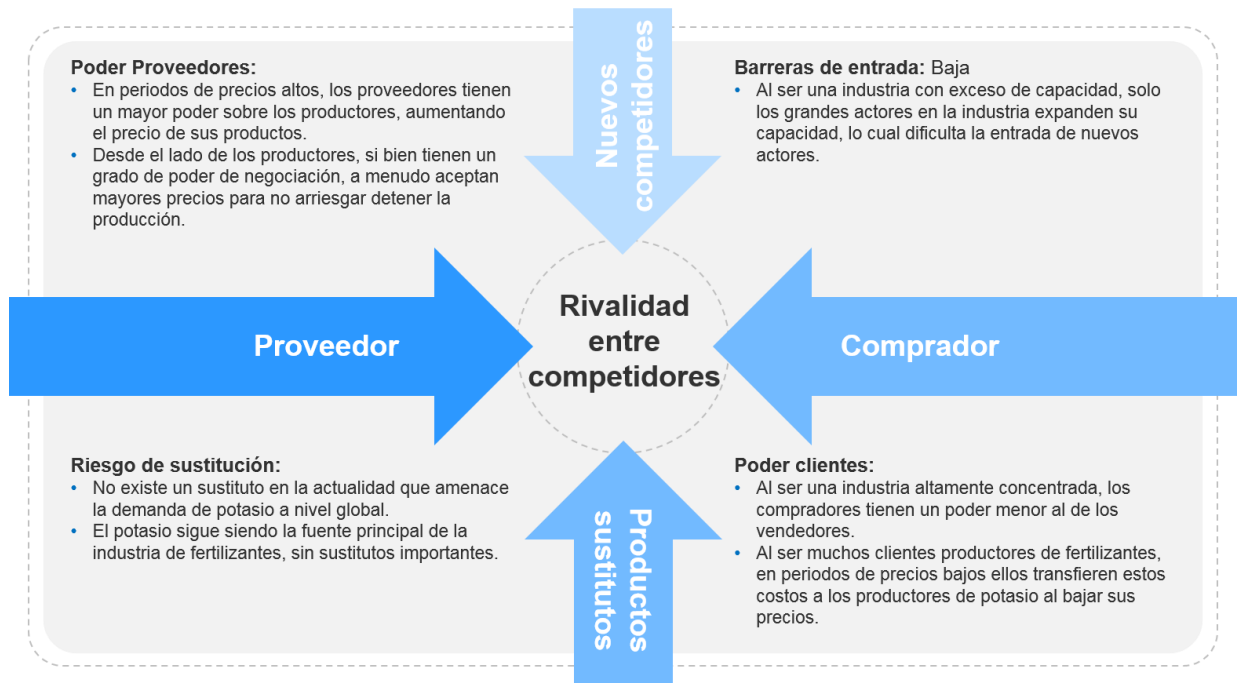 Poder Proveedores:
• En periodos de precios altos, los proveedores tienen
un mayor poder sobre los productores, aumentando
el precio de sus productos.
• Desde el lado de los productores, si bien tienen un
grado de poder de negociación, a menudo aceptan
mayores precios para no arriesgar detener la
producción.
Nuevos
competidores
Barreras de entrada: Baja
• Al ser una industria con exceso de capacidad, solo
los grandes actores en la industria expanden su
capacidad, lo cual dificulta la entrada de nuevos
actores.
Proveedor
Rivalidad
entre
competidores
Comprador
Riesgo de sustitución:
• No existe un sustituto en la actualidad que amenace
la demanda de potasio a nivel global.
• El potasio sigue siendo la fuente principal de la
industria de fertilizantes, sin sustitutos importantes.
Productos
sustitutos
Poder clientes:
• Al ser una industria altamente concentrada, los
compradores tienen un poder menor al de los
vendedores.
• Al ser muchos clientes productores de fertilizantes,
en periodos de precios bajos ellos transfieren estos
costos a los productores de potasio al bajar sus
precios.